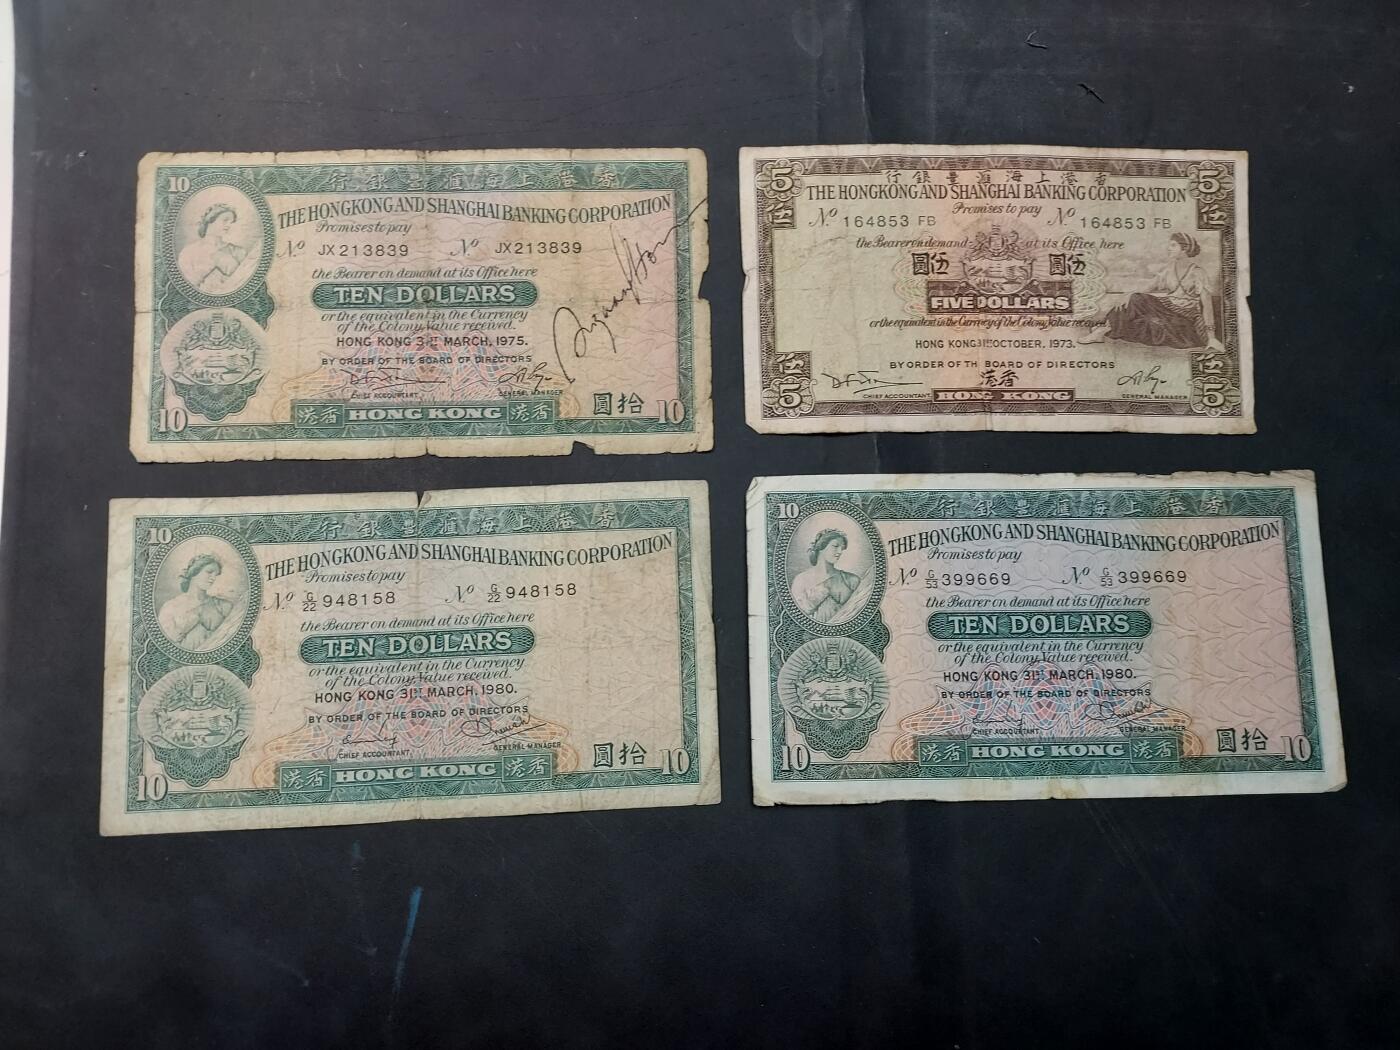 10
行銀豐滙海上港香
THE HONGKONG AND SHANGHAI BANKING CORPORATION
Promises to pay
No JX213839 No JX213839
the Bearer on demand at its Office here
TEN DOLLARS
or the equivalent in the Currency
of the Colony, Value received.
HONG KONG 31ST MARCH, 1975.
BY ORDER OF THE BOARD OF DIRECTORS
CHIEF ACCOUNTANT GENERAL MANAGER
10 港香 HONG KONG 港香 圓拾 10
5 行銀豐滙海上港香 5
伍 THE HONGKONG AND SHANGHAI BANKING CORPORATION 伍
Promises to pay
No 164853 FB No 164853 FB
the Bearer on demand at its Office here
圓伍 圓伍
FIVE DOLLARS
or the equivalent in the Currency of the Colony, Value received
HONG KONG 31ST OCTOBER, 1973.
BY ORDER OF TH BOARD OF DIRECTORS
伍 港香 伍
CHIEF ACCOUNTANT GENERAL MANAGER
5 HONG KONG 5
10
行銀豐滙海上港香
THE HONGKONG AND SHANGHAI BANKING CORPORATION
Promises to pay
No G/22 948158 No G/22 948158
the Bearer on demand at its Office here
TEN DOLLARS
or the equivalent in the Currency
of the Colony, Value received.
HONG KONG 31ST MARCH, 1980.
BY ORDER OF THE BOARD OF DIRECTORS
CHIEF ACCOUNTANT GENERAL MANAGER
10 港香 HONG KONG 港香 圓拾 10
10
行銀豐滙海上港香
THE HONGKONG AND SHANGHAI BANKING CORPORATION
Promises to pay
No G/53 399669 No G/53 399669
the Bearer on demand at its Office here
TEN DOLLARS
or the equivalent in the Currency
of the Colony, Value received.
HONG KONG 31ST MARCH, 1980.
BY ORDER OF THE BOARD OF DIRECTORS
CHIEF ACCOUNTANT GENERAL MANAGER
10 港香 HONG KONG 港香 圓拾 10